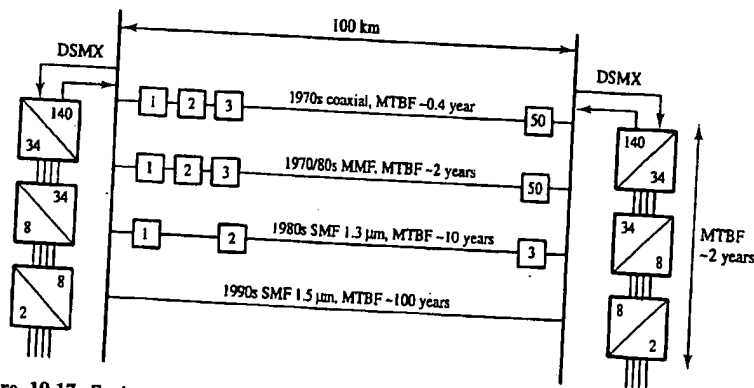 100 km
DSMX
DSMX
140
34
34
8
8
2
1 2 3 1970s coaxial, MTBF ~0.4 year 50
1 2 3 1970/80s MMF, MTBF ~2 years 50
1 2 1980s SMF 1.3 μm, MTBF ~10 years 3
1990s SMF 1.5 μm, MTBF ~100 years
140
34
34
8
8
2
MTBF
~2 years